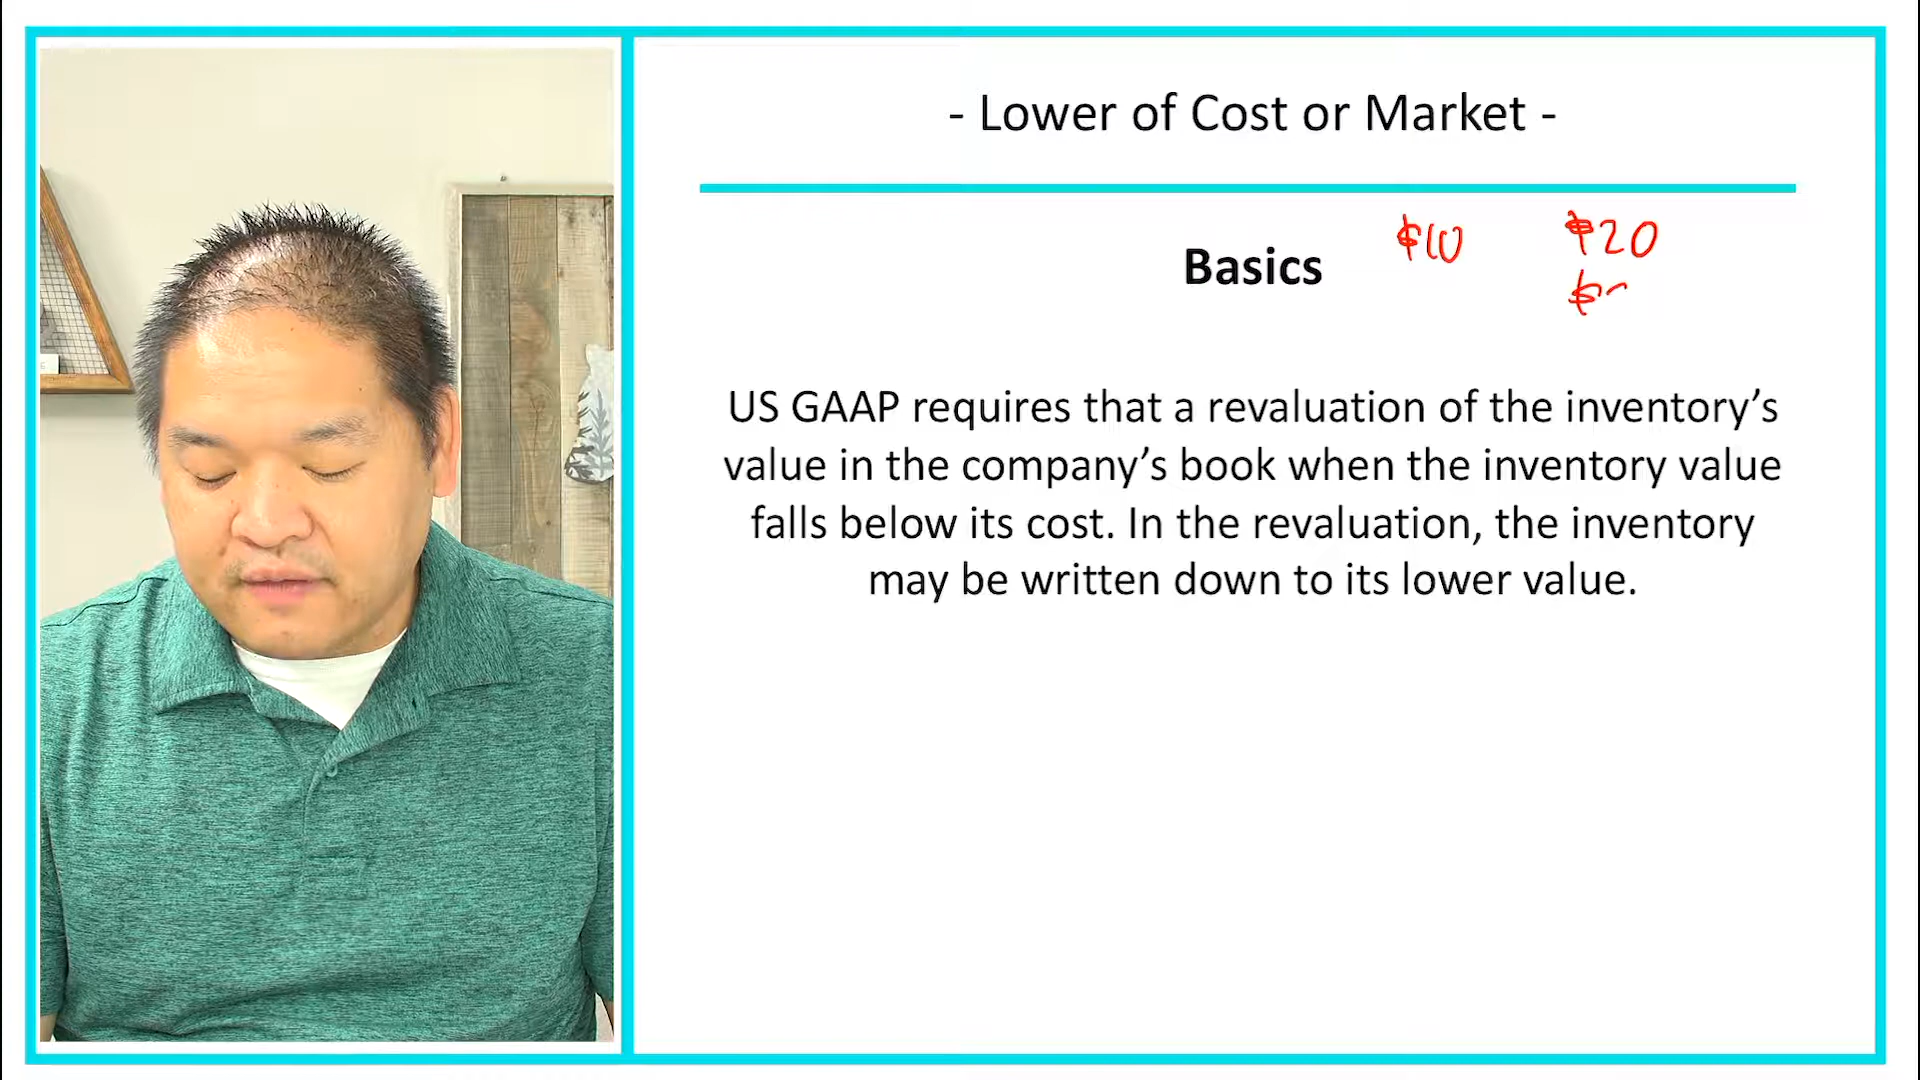 - Lower of Cost or Market -
Basics
$10
$20
US GAAP requires that a revaluation of the inventory’s
value in the company’s book when the inventory value
falls below its cost. In the revaluation, the inventory
may be written down to its lower value.